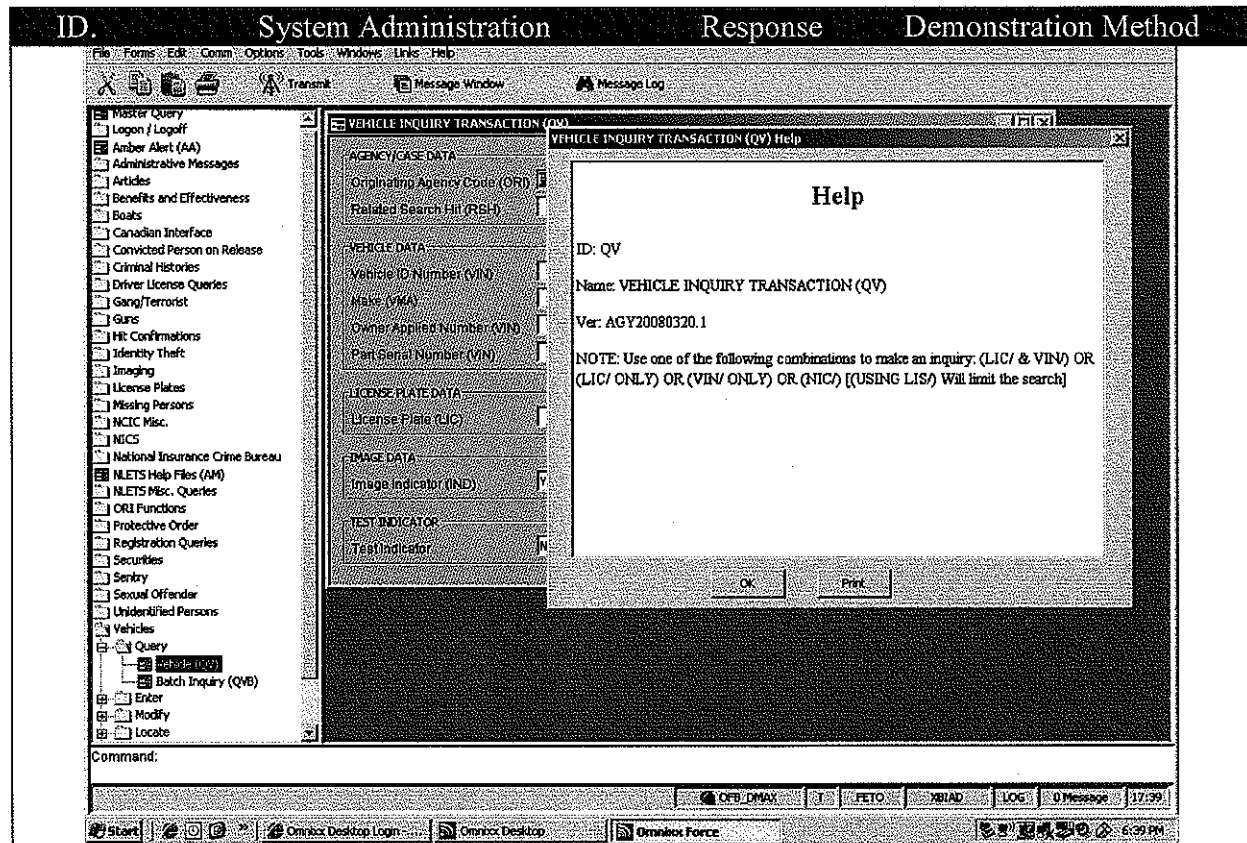 ID. System Administration Response Demonstration Method
File Forms Edit Comm Options Tools Windows Links Help
Transmit Message Window Message Log
Master Query
Logon / Logoff
Amber Alert (AA)
Administrative Messages
Articles
Benefits and Effectiveness
Boats
Canadian Interface
Convicted Person on Release
Criminal Histories
Driver License Queries
Gang/Terrorist
Guns
Hit Confirmations
Identity Theft
Imaging
License Plates
Missing Persons
NCIC Misc.
NICS
National Insurance Crime Bureau
NLETS Help Files (AM)
NLETS Misc. Queries
ORI Functions
Protective Order
Registration Queries
Securities
Sentry
Sexual Offender
Unidentified Persons
Vehicles
Query
Vehicle (QV)
Batch Inquiry (QVB)
Enter
Modify
Locate
VEHICLE INQUIRY TRANSACTION (QV)
AGENCY/CASE DATA
Originating Agency Code (ORI)
Related Search Hit (RSH)
VEHICLE DATA
Vehicle ID Number (VIN)
Make (VMA)
Owner Applied Number (VIN)
Part Serial Number (VIN)
LICENSE PLATE DATA
License Plate (LIC)
IMAGE DATA
Image Indicator (IND) Y
TEST INDICATOR
Test Indicator N
VEHICLE INQUIRY TRANSACTION (QV) Help
Help
ID: QV
Name: VEHICLE INQUIRY TRANSACTION (QV)
Ver: AGY20080320.1
NOTE: Use one of the following combinations to make an inquiry: (LIC/ & VIN/) OR
(LIC/ ONLY) OR (VIN/ ONLY) OR (NIC/) [(USING LIS/) Will limit the search]
OK Print
Command:
OFB_DMAX T FETO XBIAD LOG 0 Message 17:39
Start Omnixx Desktop Login -... Omnixx Desktop Omnixx Force 6:39 PM